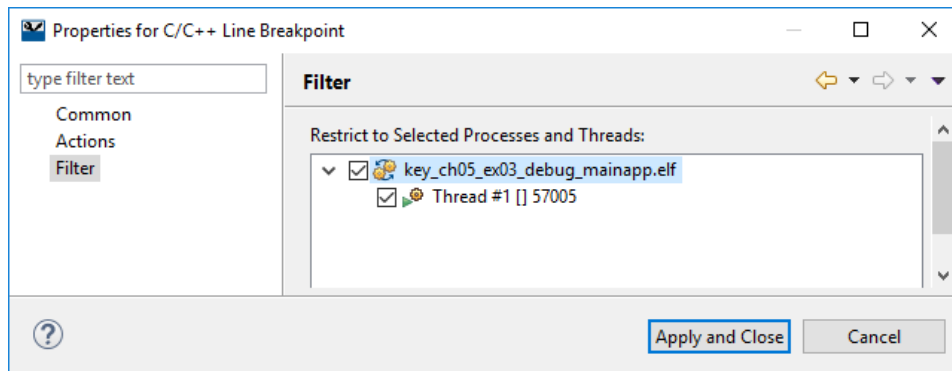 Properties for C/C++ Line Breakpoint
type filter text
Common
Actions
Filter
Filter
Restrict to Selected Processes and Threads:
key_ch05_ex03_debug_mainapp.elf
Thread #1 [] 57005
?
Apply and Close
Cancel